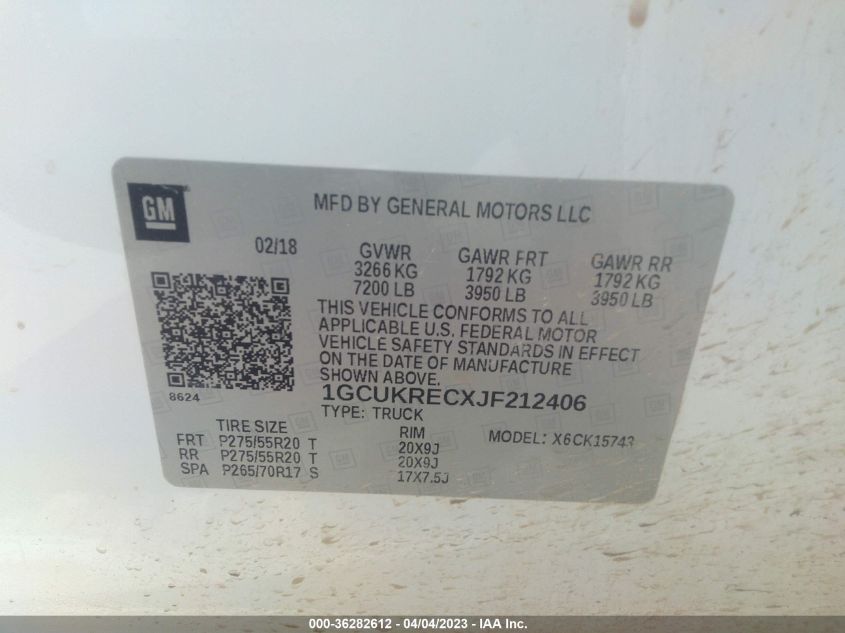 GM
MFD BY GENERAL MOTORS LLC
02/18
GVWR GAWR FRT GAWR RR
3266 KG 1792 KG 1792 KG
7200 LB 3950 LB 3950 LB
THIS VEHICLE CONFORMS TO ALL
APPLICABLE U.S. FEDERAL MOTOR
VEHICLE SAFETY STANDARDS IN EFFECT
ON THE DATE OF MANUFACTURE
SHOWN ABOVE.
8624
1GCUKRECXJF212406
TYPE: TRUCK
TIRE SIZE RIM MODEL: X6CK15743
FRT P275/55R20 T 20X9J
RR P275/55R20 T 20X9J
SPA P265/70R17 S 17X7.5J
000-36282612 - 04/04/2023 - IAA Inc.